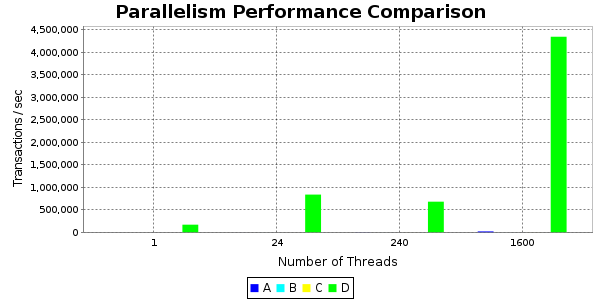 Parallelism Performance Comparison
4,500,000
4,000,000
3,500,000
3,000,000
2,500,000
2,000,000
1,500,000
1,000,000
500,000
0
Transactions / sec
1 24 240 1600
Number of Threads
A B C D